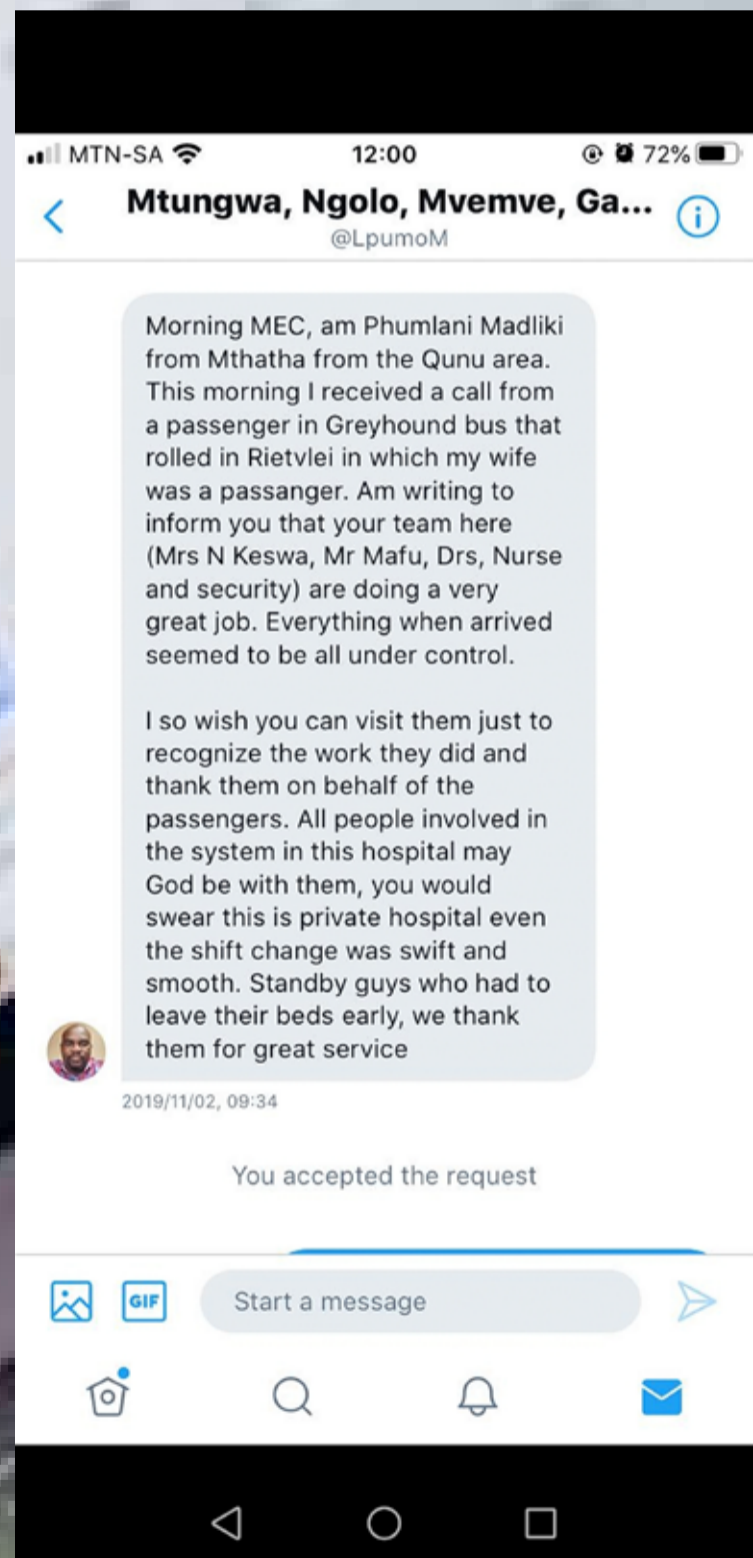 MTN-SA 12:00 72%
Mtungwa, Ngolo, Mvemve, Ga...
@LpumoM
Morning MEC, am Phumlani Madliki
from Mthatha from the Qunu area.
This morning I received a call from
a passenger in Greyhound bus that
rolled in Rietvlei in which my wife
was a passanger. Am writing to
inform you that your team here
(Mrs N Keswa, Mr Mafu, Drs, Nurse
and security) are doing a very
great job. Everything when arrived
seemed to be all under control.
I so wish you can visit them just to
recognize the work they did and
thank them on behalf of the
passengers. All people involved in
the system in this hospital may
God be with them, you would
swear this is private hospital even
the shift change was swift and
smooth. Standby guys who had to
leave their beds early, we thank
them for great service
2019/11/02, 09:34
You accepted the request
GIF Start a message